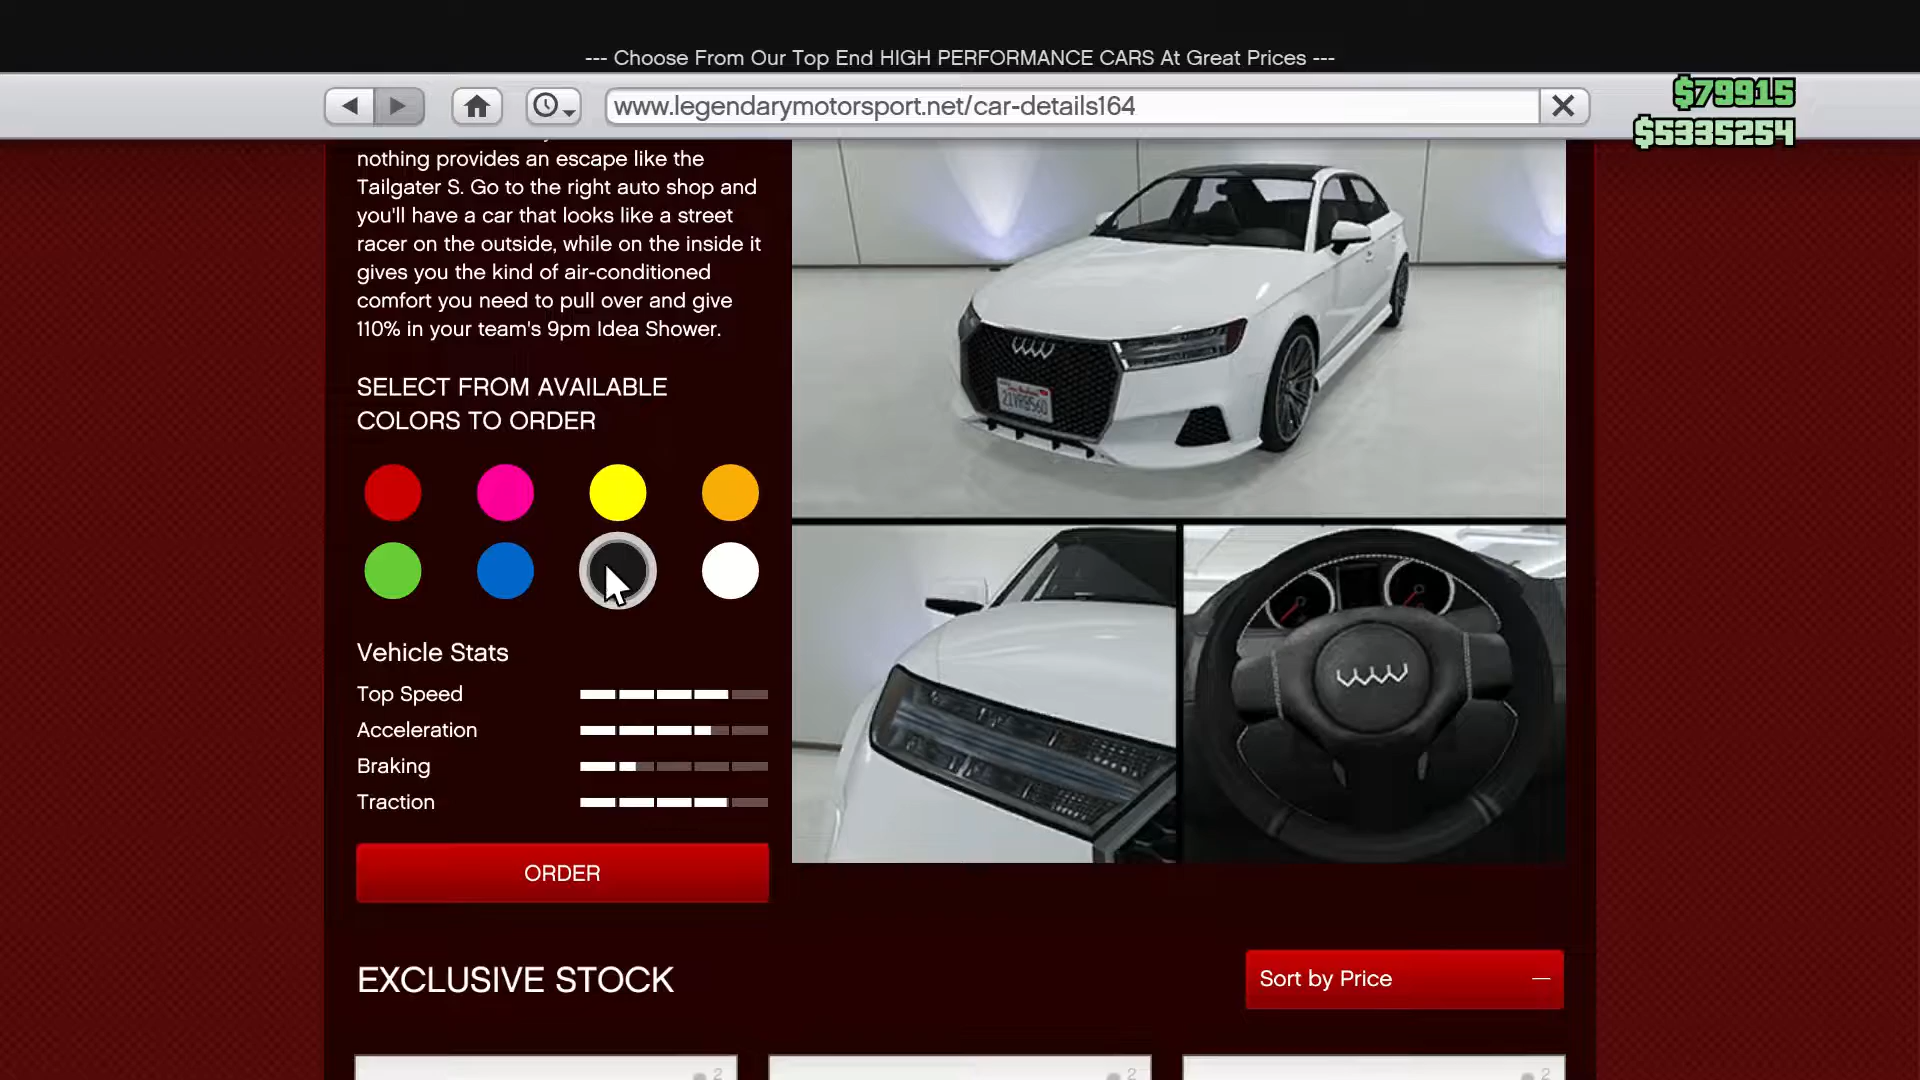 --- Choose From Our Top End HIGH PERFORMANCE CARS At Great Prices ---
www.legendarymotorsport.net/car-details164
$79915
$5335254
nothing provides an escape like the
Tailgater S. Go to the right auto shop and
you'll have a car that looks like a street
racer on the outside, while on the inside it
gives you the kind of air-conditioned
comfort you need to pull over and give
110% in your team's 9pm Idea Shower.
SELECT FROM AVAILABLE
COLORS TO ORDER
Vehicle Stats
Top Speed
Acceleration
Braking
Traction
ORDER
EXCLUSIVE STOCK
Sort by Price
2
2
2